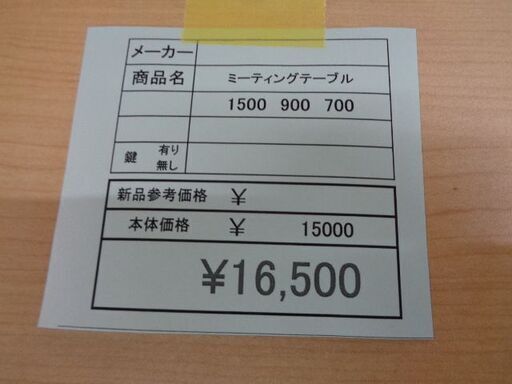 メーカー
商品名 ミーティングテーブル
1500 900 700
鍵 有り
無し
新品参考価格 ¥
本体価格 ¥ 15000
¥16,500